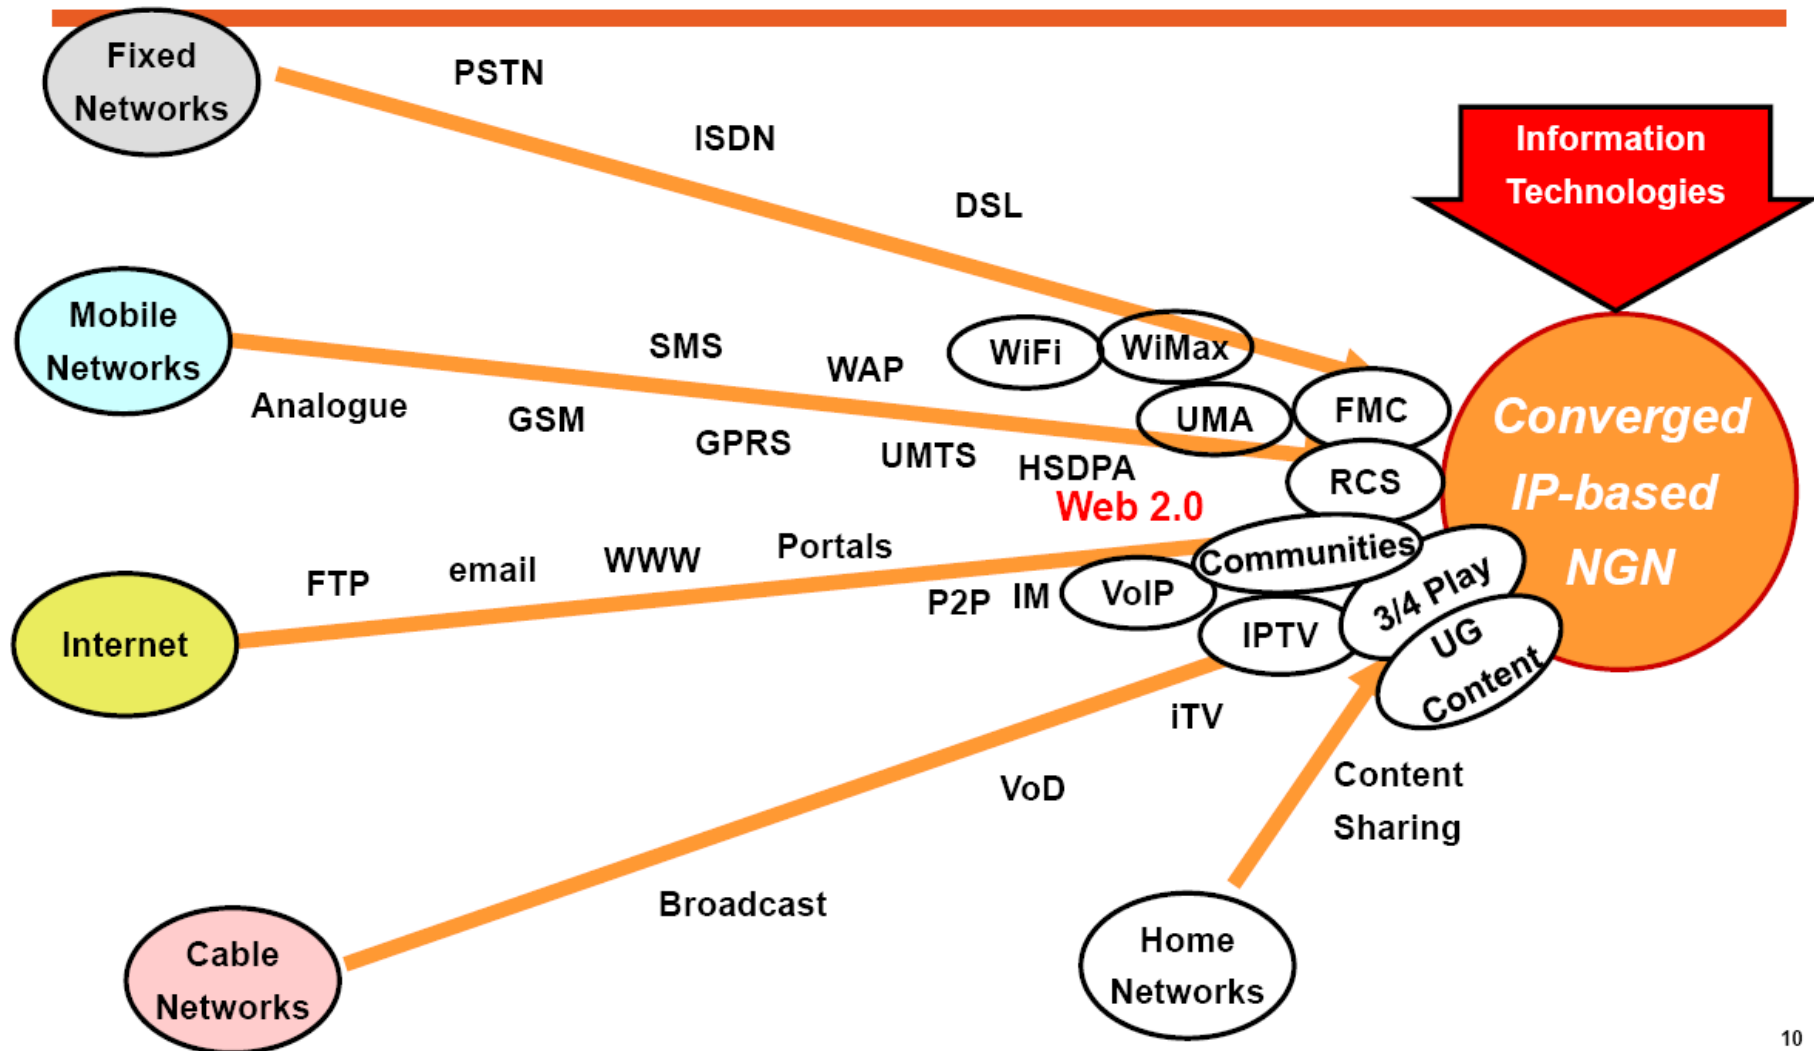 Fixed
Networks
PSTN
ISDN
DSL
Information
Technologies
Mobile
Networks
SMS
WAP
WiFi
WiMax
Analogue
GSM
GPRS
UMTS
HSDPA
UMA
FMC
RCS
Converged
IP-based
NGN
Web 2.0
Internet
FTP
email
WWW
Portals
P2P
IM
VoIP
Communities
IPTV
3/4 Play
UG
Content
iTV
VoD
Broadcast
Cable
Networks
Content
Sharing
Home
Networks
10